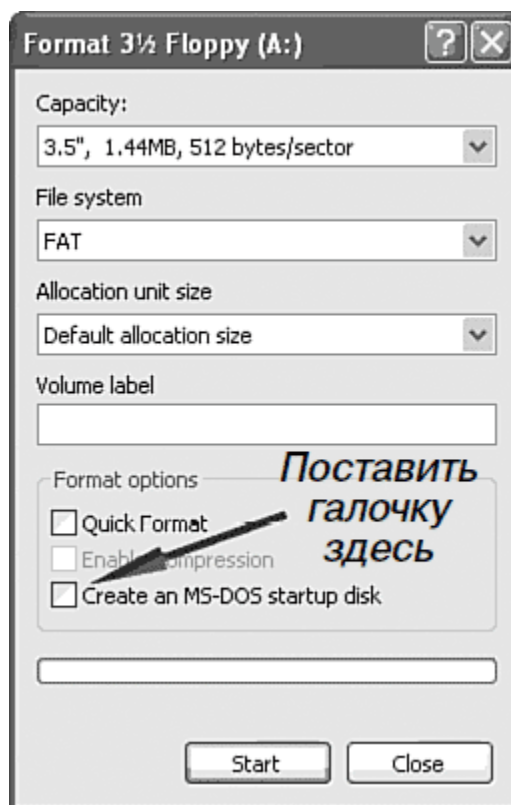 Format 3½ Floppy (A:)
Capacity:
3.5", 1.44MB, 512 bytes/sector
File system
FAT
Allocation unit size
Default allocation size
Volume label
Format options
Поставить
галочку
здесь
Quick Format
Enable compression
Create an MS-DOS startup disk
Start
Close